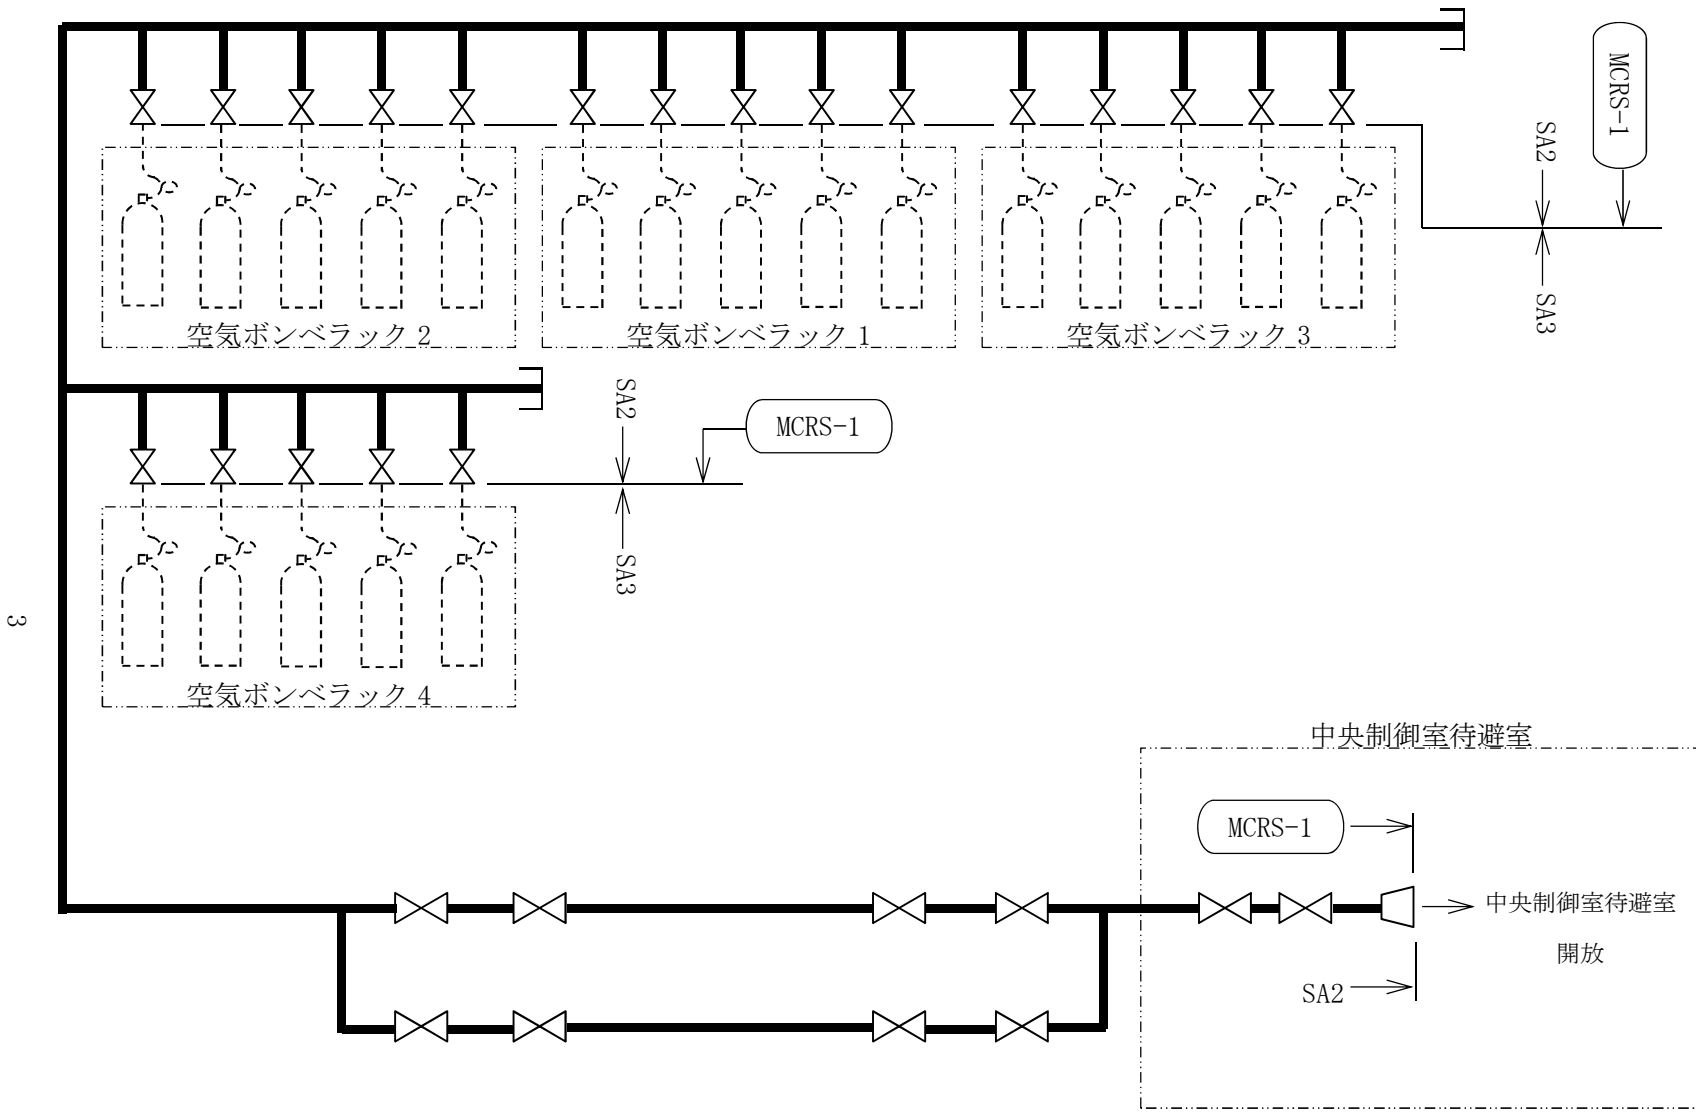 MCRS-1
SA2
SA3
空気ボンベラック2
空気ボンベラック1
空気ボンベラック3
SA2
MCRS-1
SA3
3
空気ボンベラック4
中央制御室待避室
MCRS-1
中央制御室待避室
開放
SA2